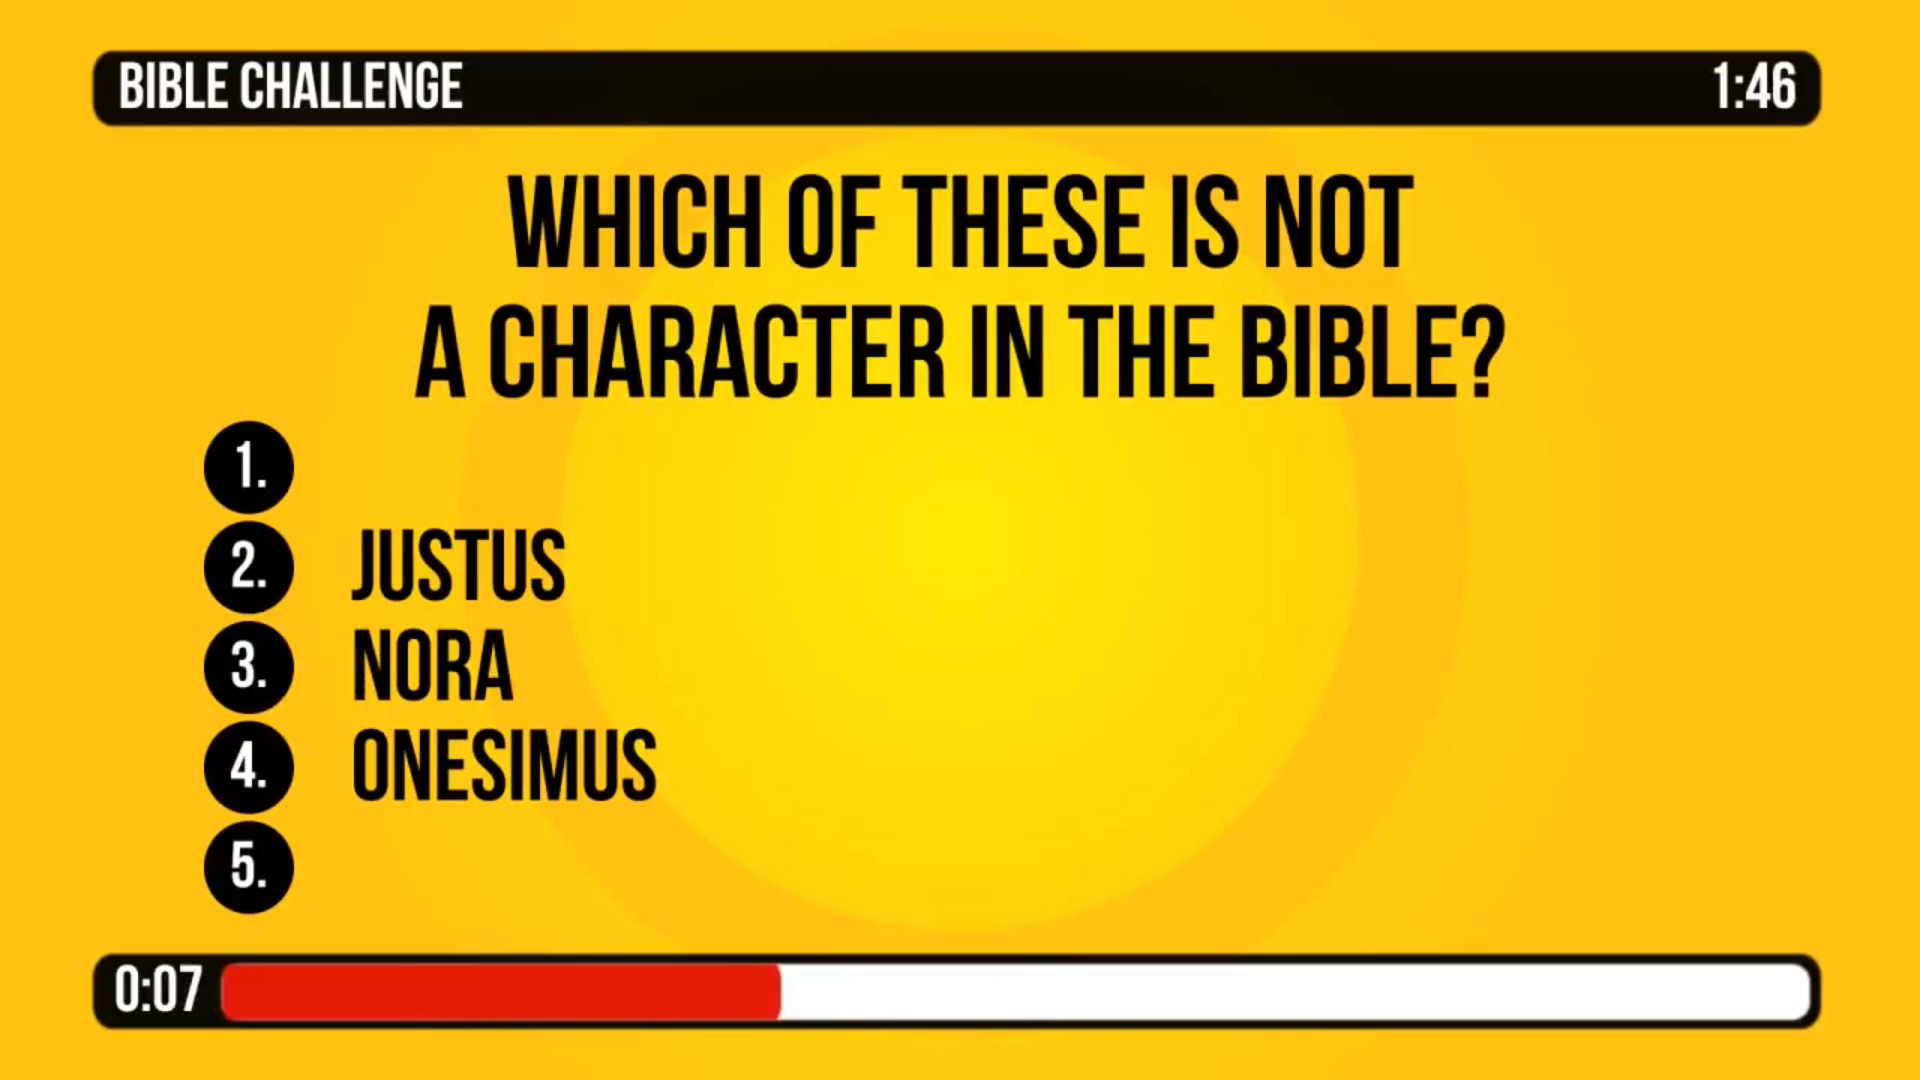 BIBLE CHALLENGE 1:46
WHICH OF THESE IS NOT
A CHARACTER IN THE BIBLE?
1.
2. JUSTUS
3. NORA
4. ONESIMUS
5.
0:07